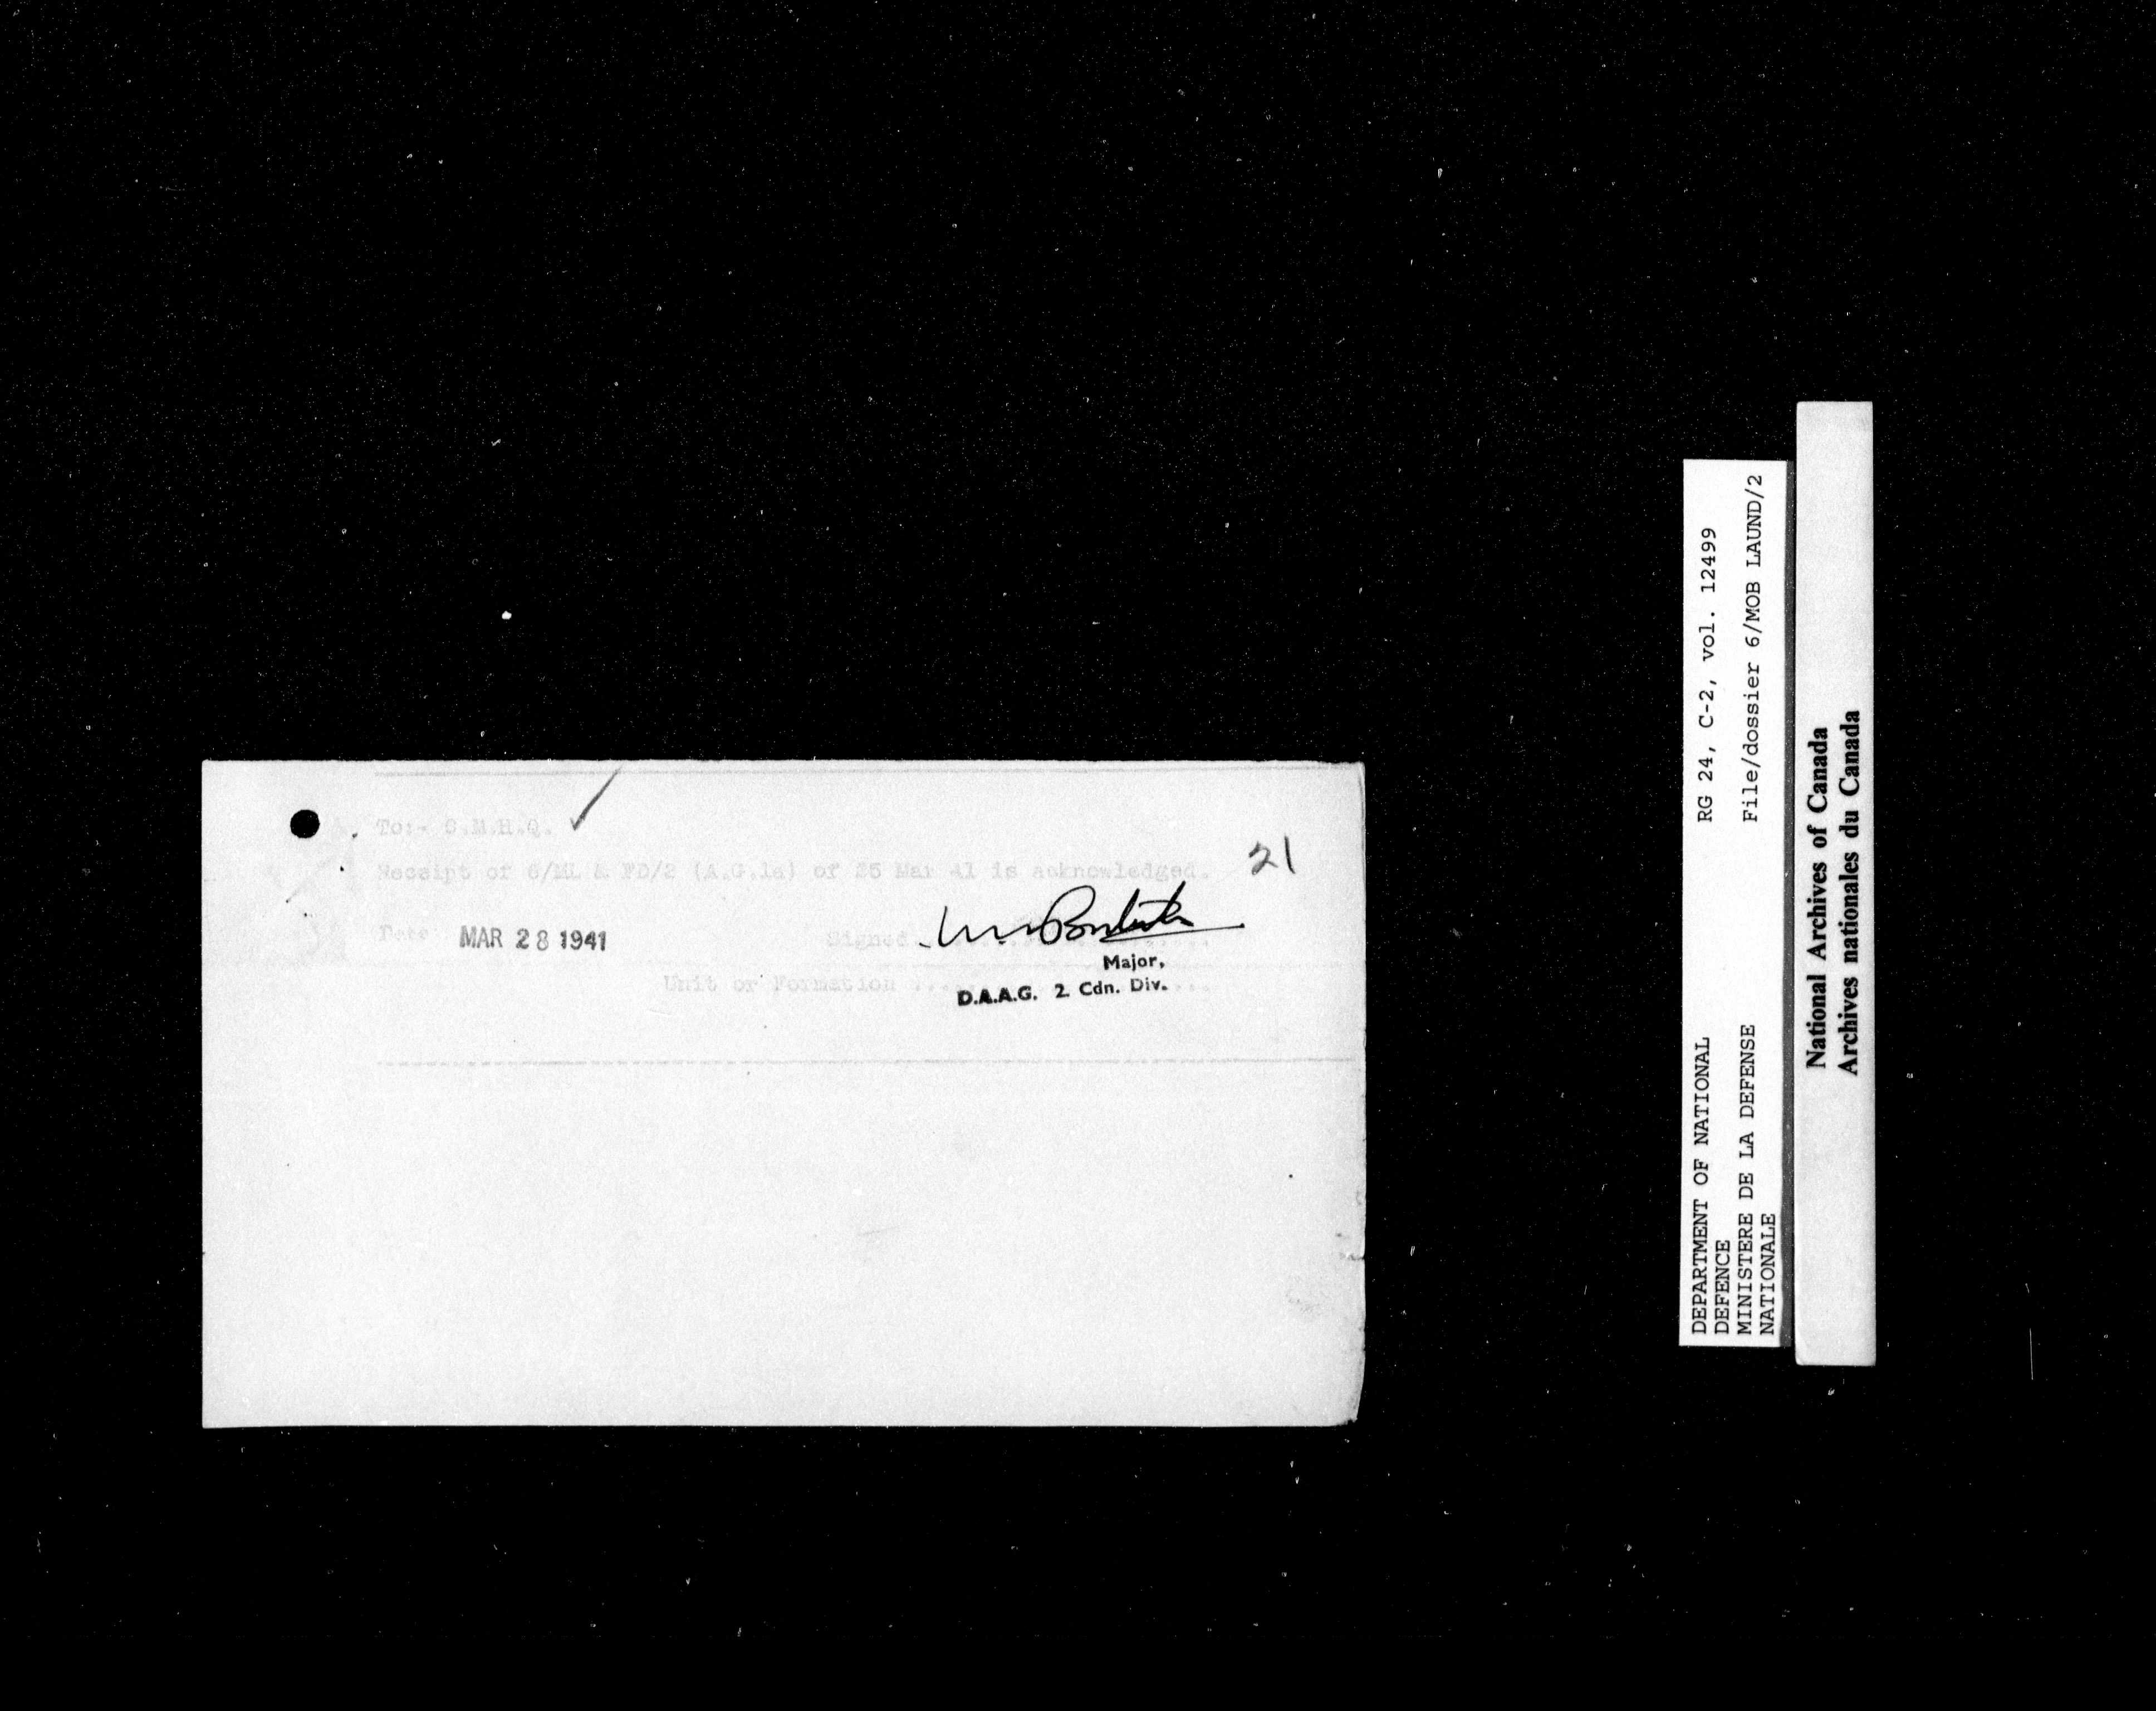 To:- C.M.H.Q.
21
Receipt of 6/ML & FD/2 (A.G.1a) of 25 Mar 41 is acknowledged.
Date MAR 28 1941 Signed....................
Major,
Unit or Formation ....................
D.A.A.G. 2 Cdn. Div.
DEPARTMENT OF NATIONAL
DEFENCE
MINISTERE DE LA DEFENSE
NATIONALE
RG 24, C-2, vol. 12499
File/dossier 6/MOB LAUND/2
National Archives of Canada
Archives nationales du Canada